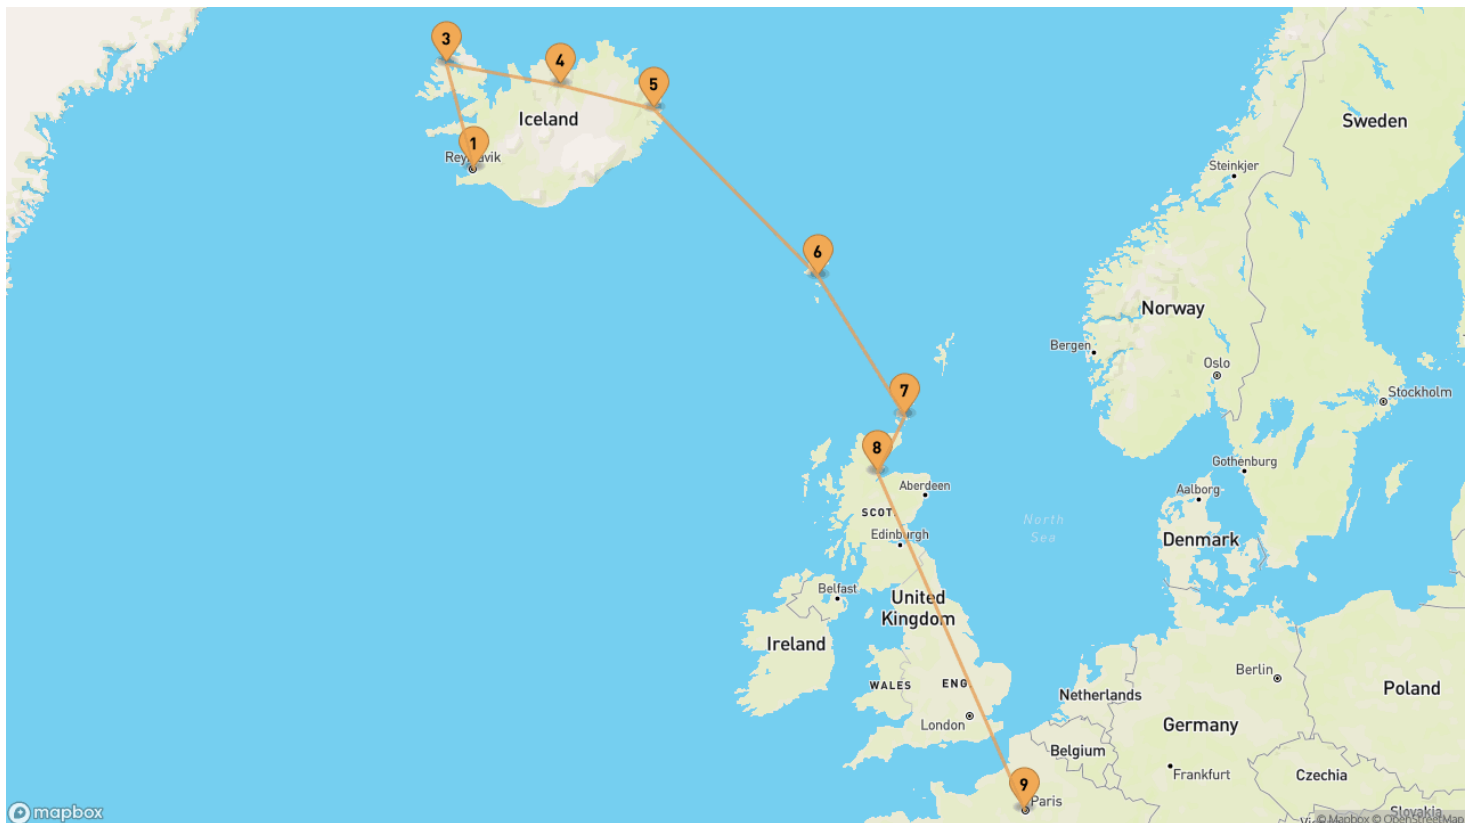 3
4
5
Iceland
Sweden
1
Steinkjer
6
Norway
Bergen
Oslo
7
Stockholm
8
Gothenburg
Aberdeen
Aalborg
SCOT
North
Sea
Edinburgh
Denmark
Belfast
United
Kingdom
Ireland
Berlin
WALES
ENG
Netherlands
Poland
London
Germany
Belgium
Frankfurt
Czechia
9
Paris
mapbox
Slovakia
© Mapbox © OpenStreetMap